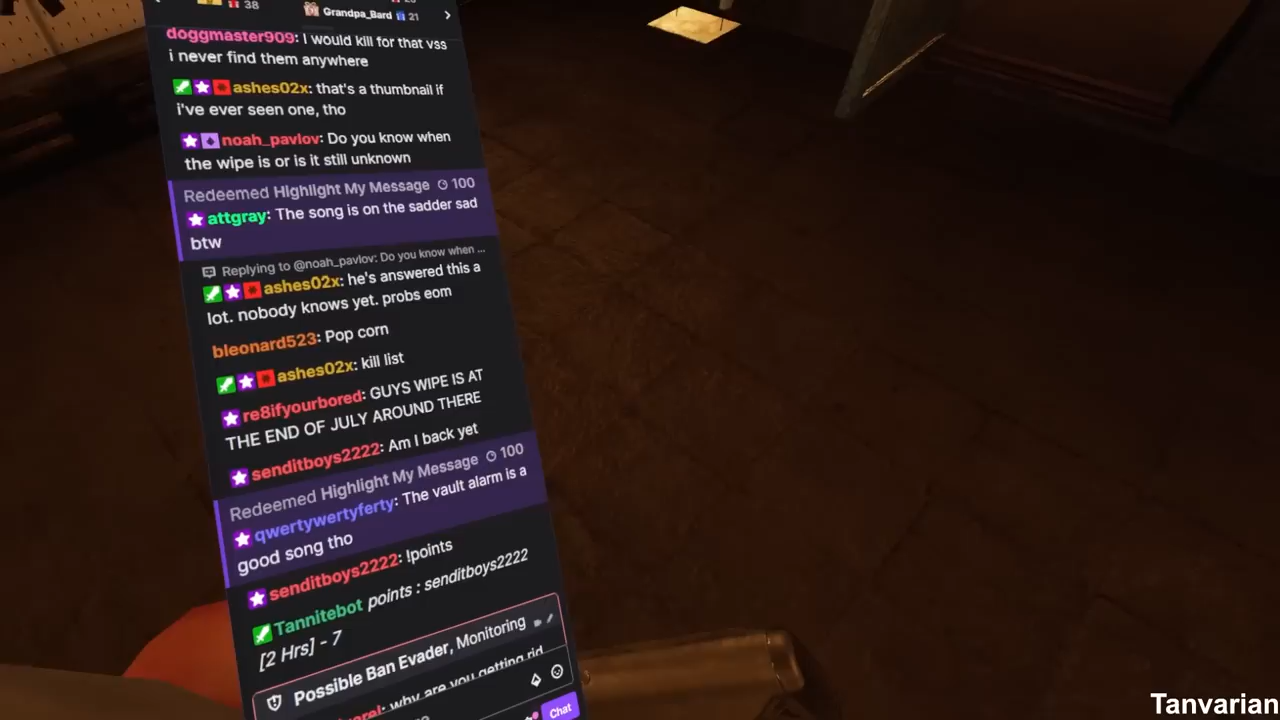 38
Grandpa_Bard 21
doggmaster909: I would kill for that vss
i never find them anywhere
ashes02x: that's a thumbnail if
i've ever seen one, tho
noah_pavlov: Do you know when
the wipe is or is it still unknown
Redeemed Highlight My Message 100
attgray: The song is on the sadder sad
btw
Replying to @noah_pavlov: Do you know when ...
ashes02x: he's answered this a
lot. nobody knows yet. probs eom
bleonard523: Pop corn
ashes02x: kill list
re8ifyourbored: GUYS WIPE IS AT
THE END OF JULY AROUND THERE
senditboys2222: Am I back yet
Redeemed Highlight My Message 100
qwertywertyferty: The vault alarm is a
good song tho
senditboys2222: !points
Tannitebot points : senditboys2222
[2 Hrs] - 7
Possible Ban Evader, Monitoring
why are you getting rid
Chat
Tanvarian